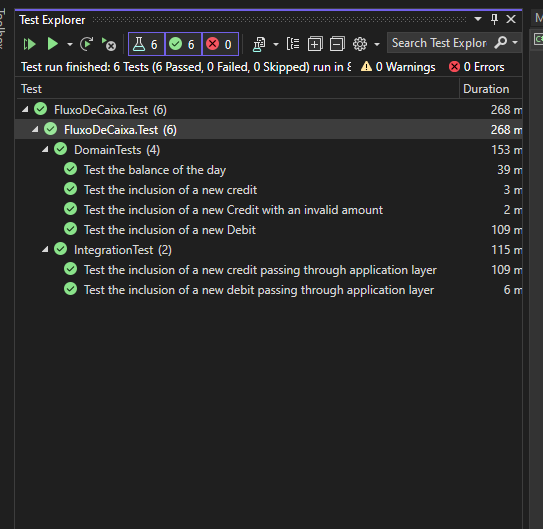 Toolbox
Test Explorer
6 6 0
Search Test Explor
Test run finished: 6 Tests (6 Passed, 0 Failed, 0 Skipped) run in 8 0 Warnings 0 Errors
Test Duration
FluxoDeCaixa.Test (6) 268 m
FluxoDeCaixa.Test (6) 268 m
DomainTests (4) 153 m
Test the balance of the day 39 m
Test the inclusion of a new credit 3 m
Test the inclusion of a new Credit with an invalid amount 2 m
Test the inclusion of a new Debit 109 m
IntegrationTest (2) 115 m
Test the inclusion of a new credit passing through application layer 109 m
Test the inclusion of a new debit passing through application layer 6 m